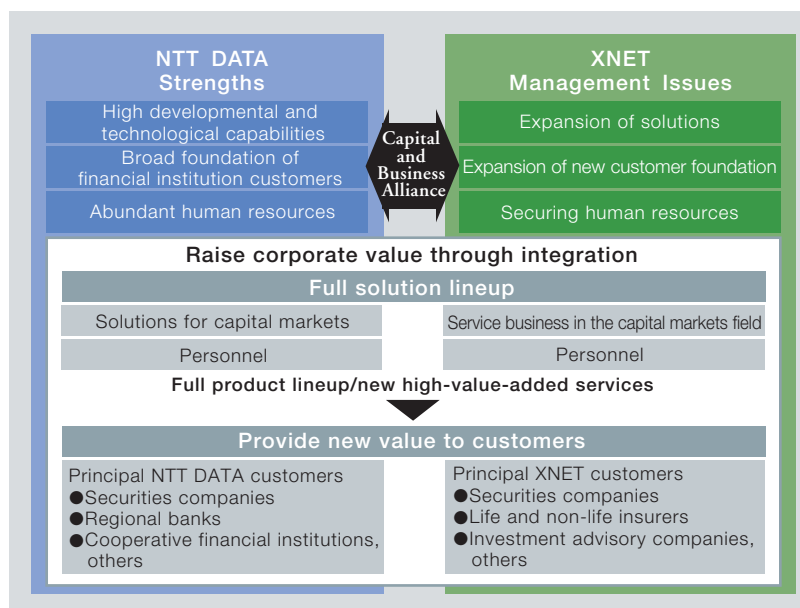 NTT DATA
Strengths
High developmental and
technological capabilities
Broad foundation of
financial institution customers
Abundant human resources
Capital
and
Business
Alliance
XNET
Management Issues
Expansion of solutions
Expansion of new customer foundation
Securing human resources
Raise corporate value through integration
Full solution lineup
Solutions for capital markets
Service business in the capital markets field
Personnel
Personnel
Full product lineup/new high-value-added services
Provide new value to customers
Principal NTT DATA customers
●Securities companies
●Regional banks
●Cooperative financial institutions,
others
Principal XNET customers
●Securities companies
●Life and non-life insurers
●Investment advisory companies,
others